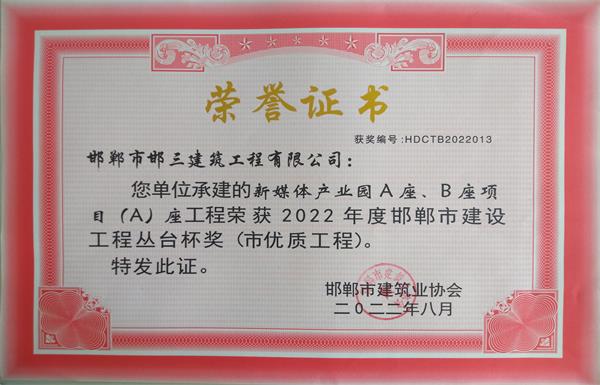 荣誉证书
获奖编号:HDCTB2022013
邯郸市邯三建筑工程有限公司：
您单位承建的新媒体产业园A座、B座项
目（A）座工程荣获2022年度邯郸市建设
工程丛台杯奖（市优质工程）。
特发此证。
邯郸市建筑业协会
二0二二年八月